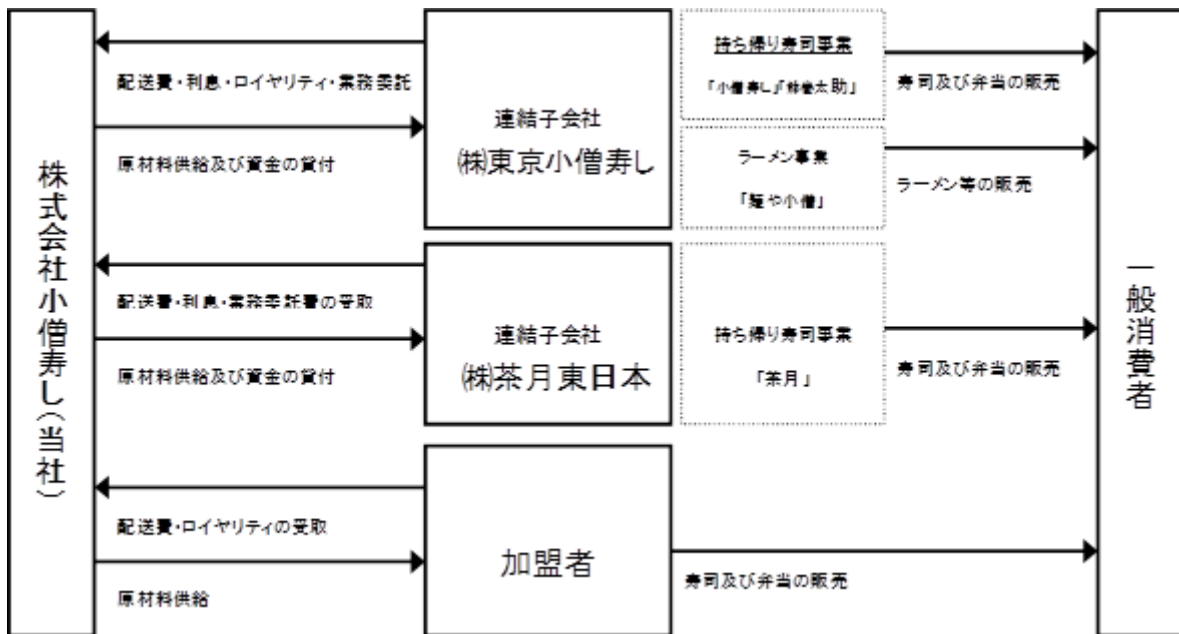 株式会社小僧寿し(当社)
配送費・利息・ロイヤリティ・業務委託
原材料供給及び資金の貸付
連結子会社
㈱東京小僧寿し
持ち帰り寿司事業
「小僧寿し」「鉢巻太助」
寿司及び弁当の販売
ラーメン事業
「麺や小僧」
ラーメン等の販売
配送費・利息・業務委託費の受取
原材料供給及び資金の貸付
連結子会社
㈱茶月東日本
持ち帰り寿司事業
「茶月」
寿司及び弁当の販売
配送費・ロイヤリティの受取
原材料供給
加盟者
寿司及び弁当の販売
一般消費者